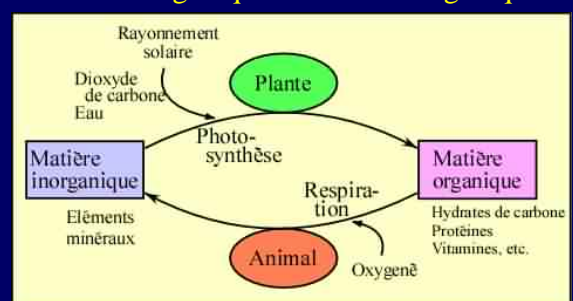 Rayonnement
solaire
Dioxyde
de carbone
Eau
Plante
Photo-
synthèse
Matière
inorganique
Eléments
minéraux
Matière
organique
Hydrates de carbone
Protéines
Vitamines, etc.
Respira-
tion
Animal
Oxygenè